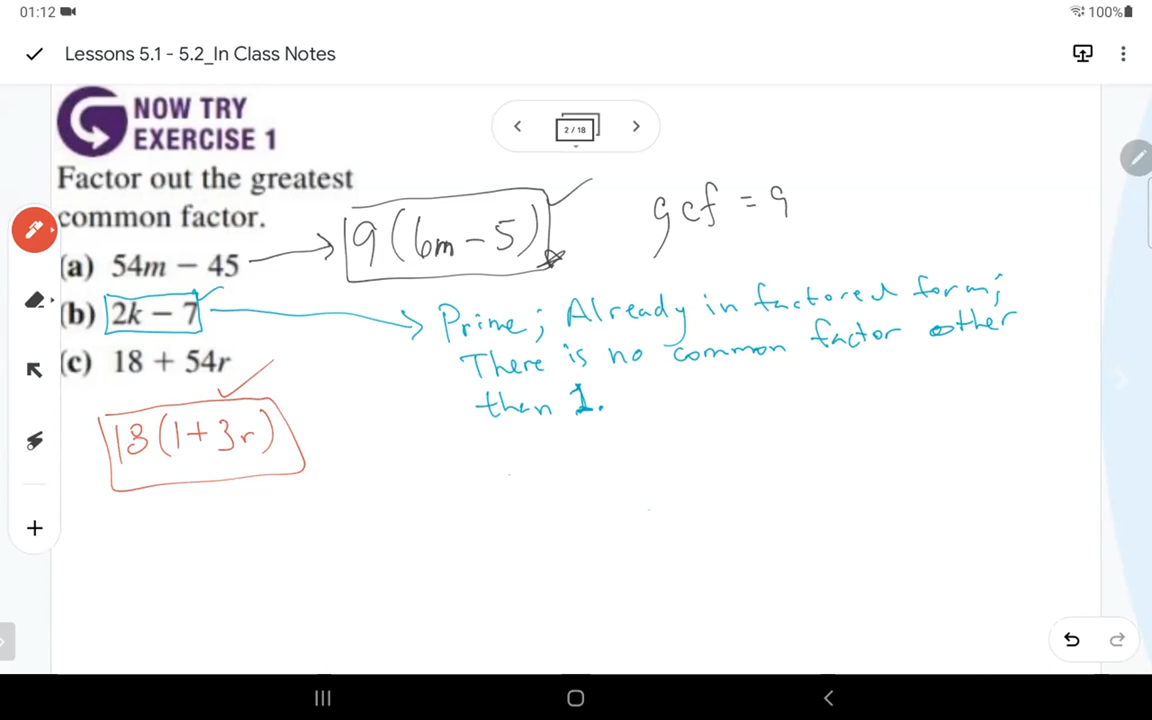 01:12 100%
Lessons 5.1 - 5.2_In Class Notes
NOW TRY
EXERCISE 1
2 / 18
Factor out the greatest
common factor.
(a) 54m − 45
9(6m − 5)
gcf = 9
(b) 2k − 7
Prime; Already in factored form;
There is no common factor other
then 1.
(c) 18 + 54r
18(1 + 3r)